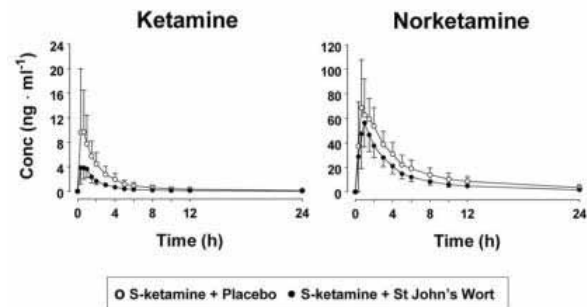 Ketamine
Norketamine
Conc (ng · ml⁻¹)
24
20
16
12
8
4
0
0 4 8 12 24
Time (h)
120
100
80
60
40
20
0
0 4 8 12 24
Time (h)
S-ketamine + Placebo S-ketamine + St John's Wort